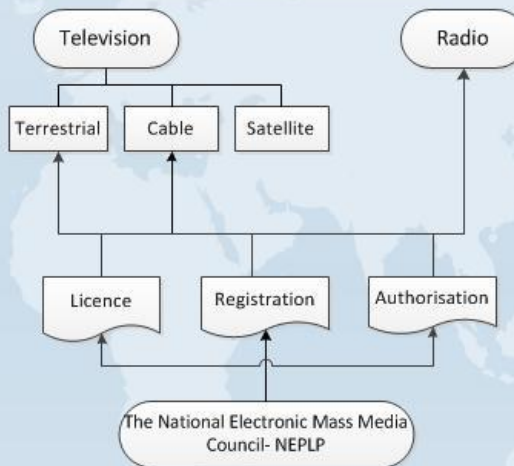 Television
Radio
Terrestrial
Cable
Satellite
Licence
Registration
Authorisation
The National Electronic Mass Media
Council- NEPLP